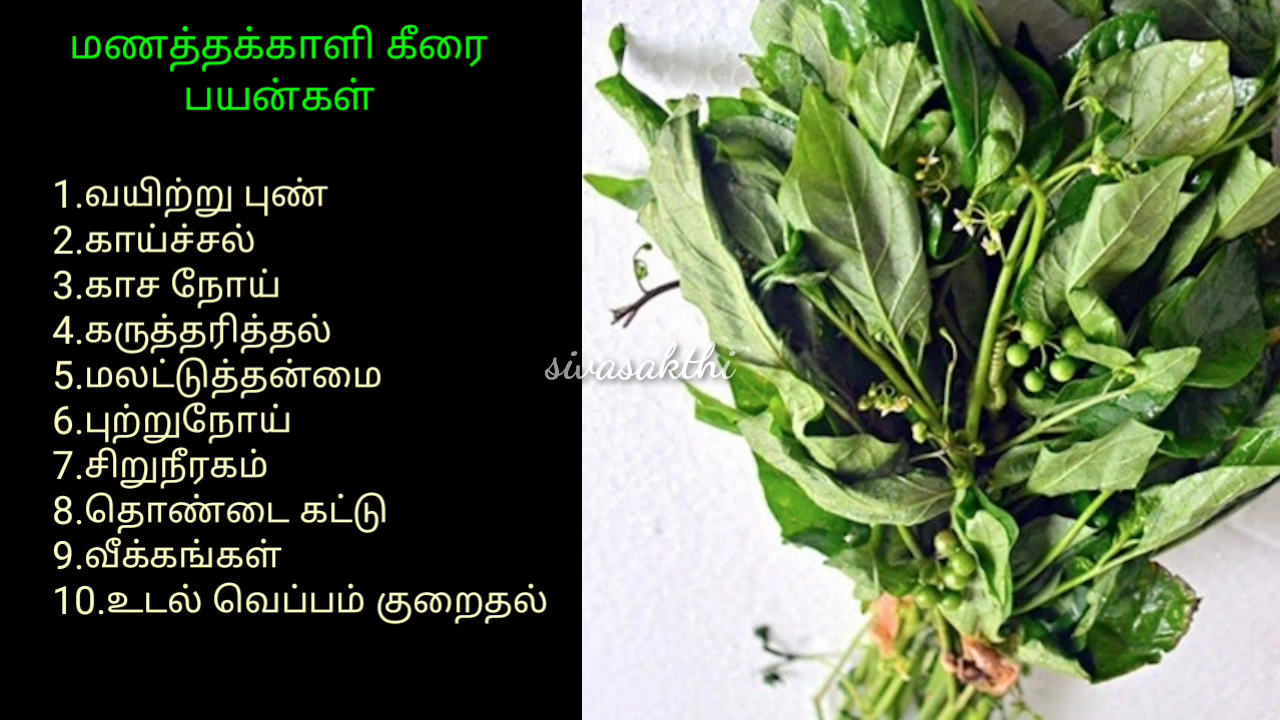 மணத்தக்காளி கீரை
பயன்கள்
1.வயிற்று புண்
2.காய்ச்சல்
3.காச நோய்
4.கருத்தரித்தல்
5.மலட்டுத்தன்மை
sivasakthi
6.புற்றுநோய்
7.சிறுநீரகம்
8.தொண்டை கட்டு
9.வீக்கங்கள்
10.உடல் வெப்பம் குறைதல்